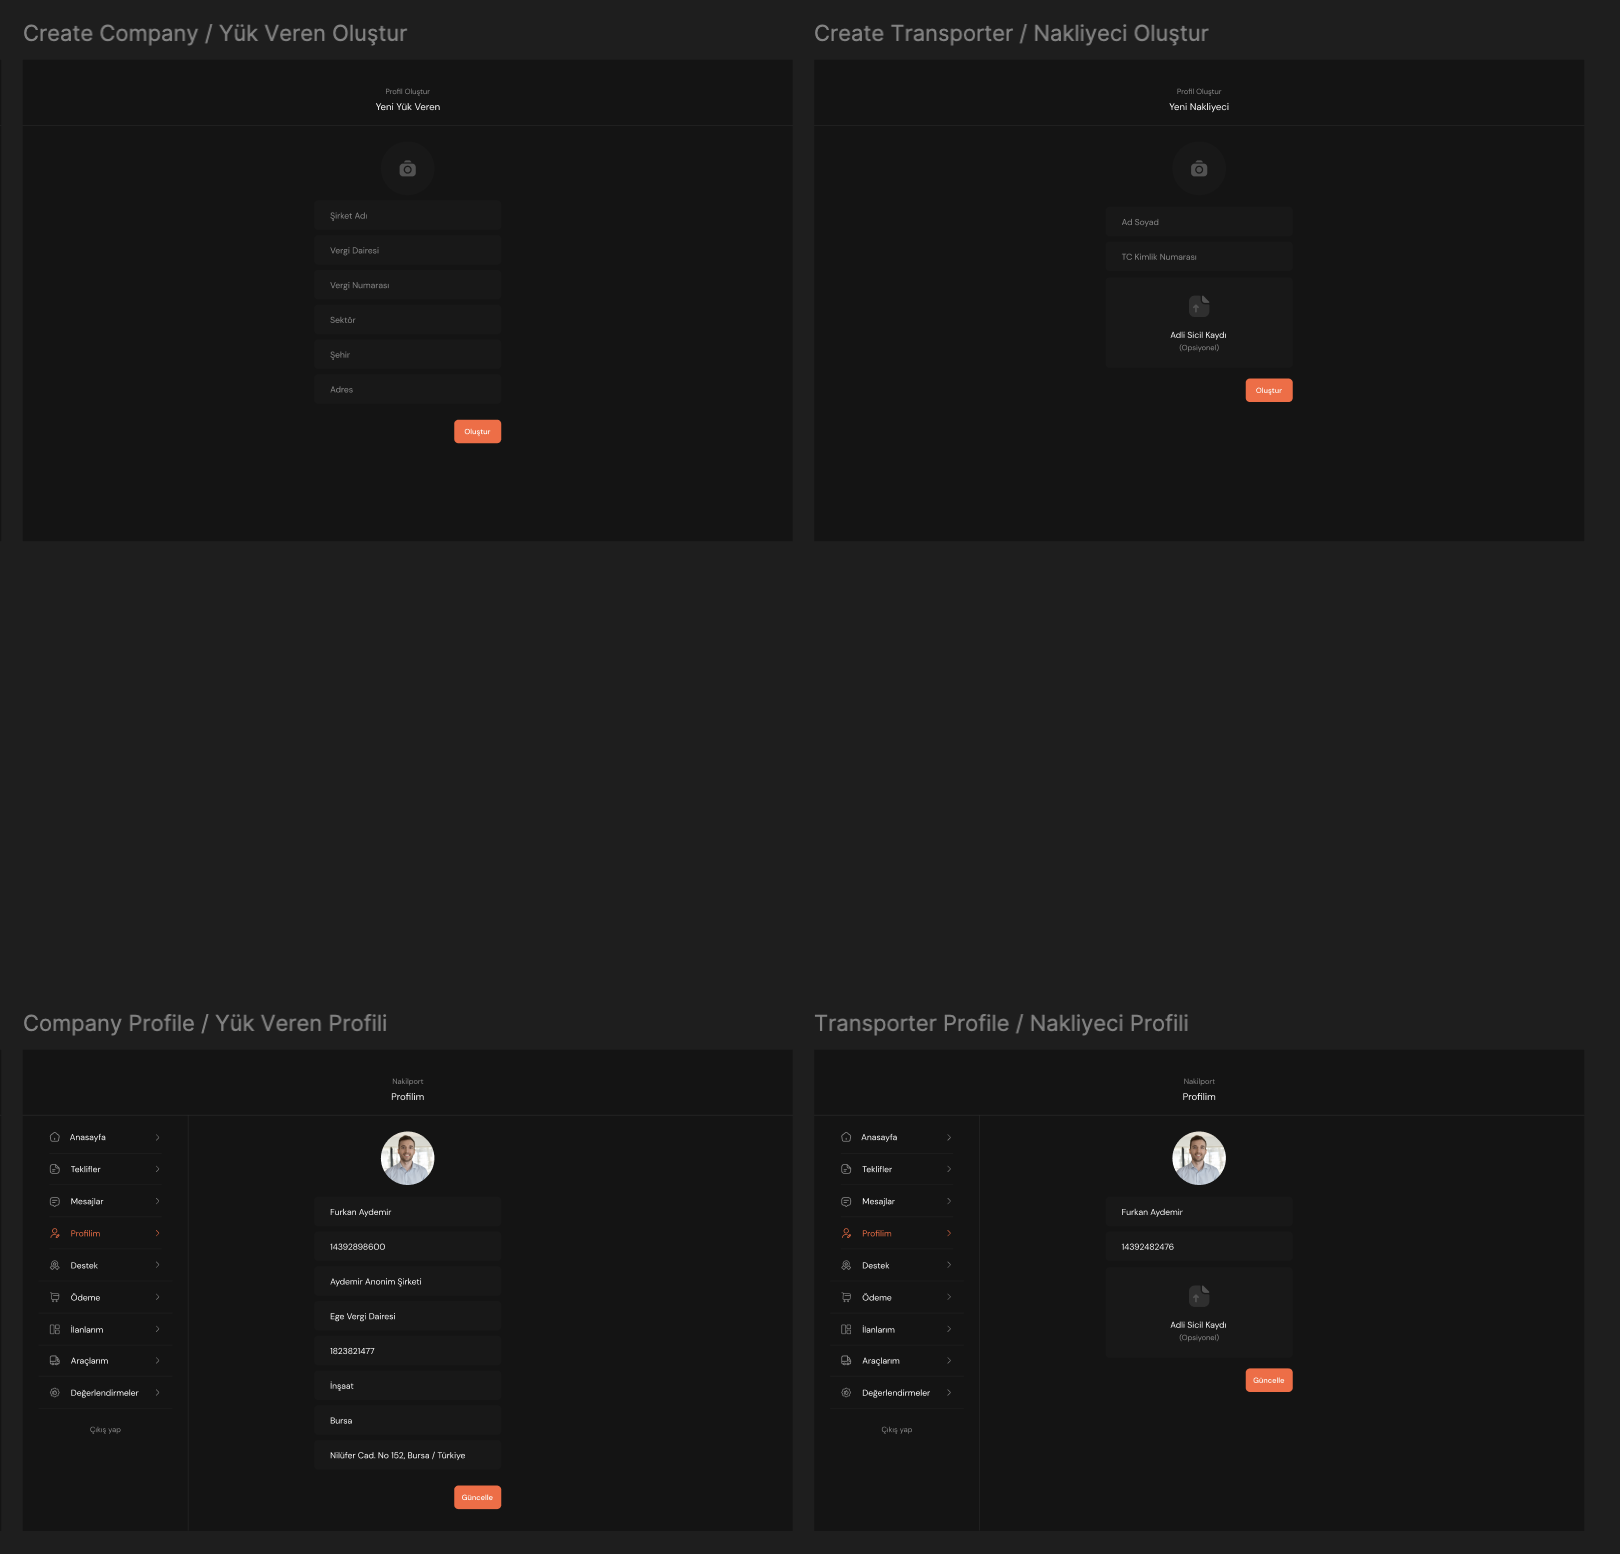 Create Company / Yük Veren Oluştur
Profil Oluştur
Yeni Yük Veren
Şirket Adı
Vergi Dairesi
Vergi Numarası
Sektör
Şehir
Adres
Oluştur
Create Transporter / Nakliyeci Oluştur
Profil Oluştur
Yeni Nakliyeci
Ad Soyad
TC Kimlik Numarası
Adli Sicil Kaydı
(Opsiyonel)
Oluştur
Company Profile / Yük Veren Profili
Nakilport
Profilim
Anasayfa
Teklifler
Mesajlar
Profilim
Destek
Ödeme
İlanlarım
Araçlarım
Değerlendirmeler
Çıkış yap
Furkan Aydemir
14392898600
Aydemir Anonim Şirketi
Ege Vergi Dairesi
1823821477
İnşaat
Bursa
Nilüfer Cad. No 152, Bursa / Türkiye
Güncelle
Transporter Profile / Nakliyeci Profili
Nakilport
Profilim
Anasayfa
Teklifler
Mesajlar
Profilim
Destek
Ödeme
İlanlarım
Araçlarım
Değerlendirmeler
Çıkış yap
Furkan Aydemir
14392482476
Adli Sicil Kaydı
(Opsiyonel)
Güncelle